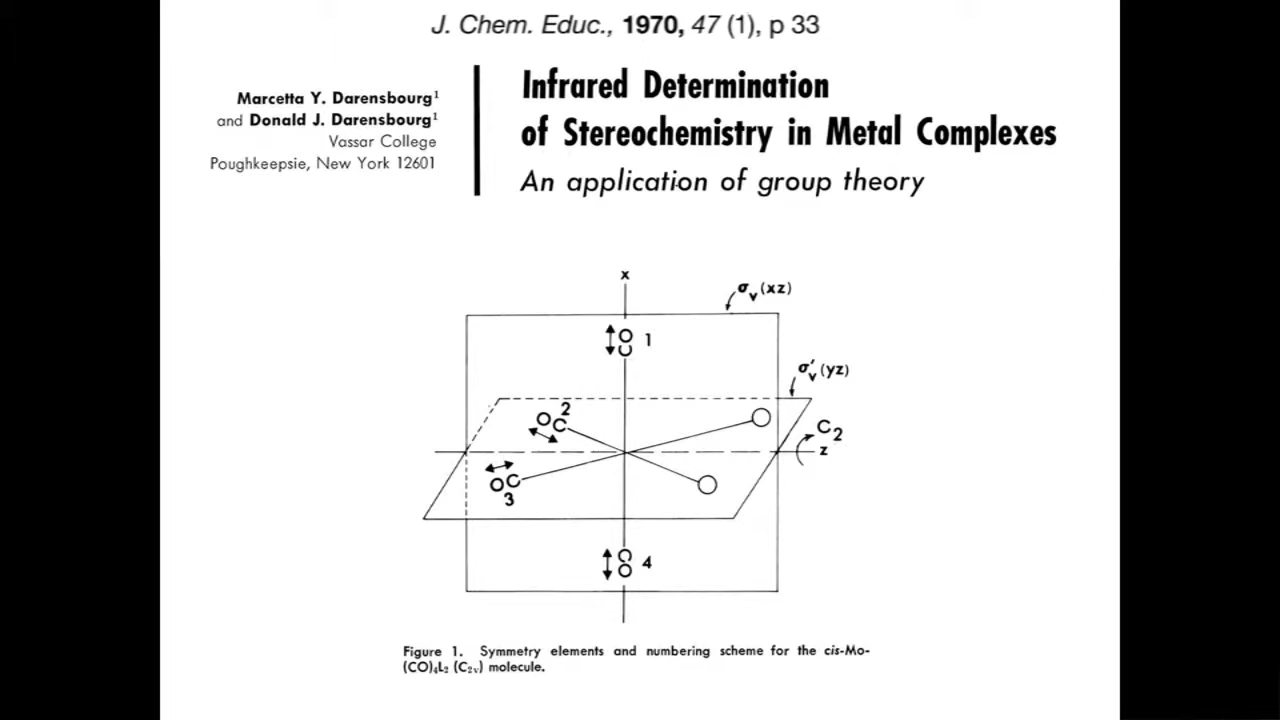 J. Chem. Educ., 1970, 47 (1), p 33
Marcetta Y. Darensbourg¹
and Donald J. Darensbourg¹
Vassar College
Poughkeepsie, New York 12601
Infrared Determination
of Stereochemistry in Metal Complexes
An application of group theory
x
σv(xz)
OC 1
σ′v(yz)
OC 2
C2
z
OC 3
CO 4
Figure 1. Symmetry elements and numbering scheme for the cis-Mo-
(CO)₄L₂ (C₂ᵥ) molecule.